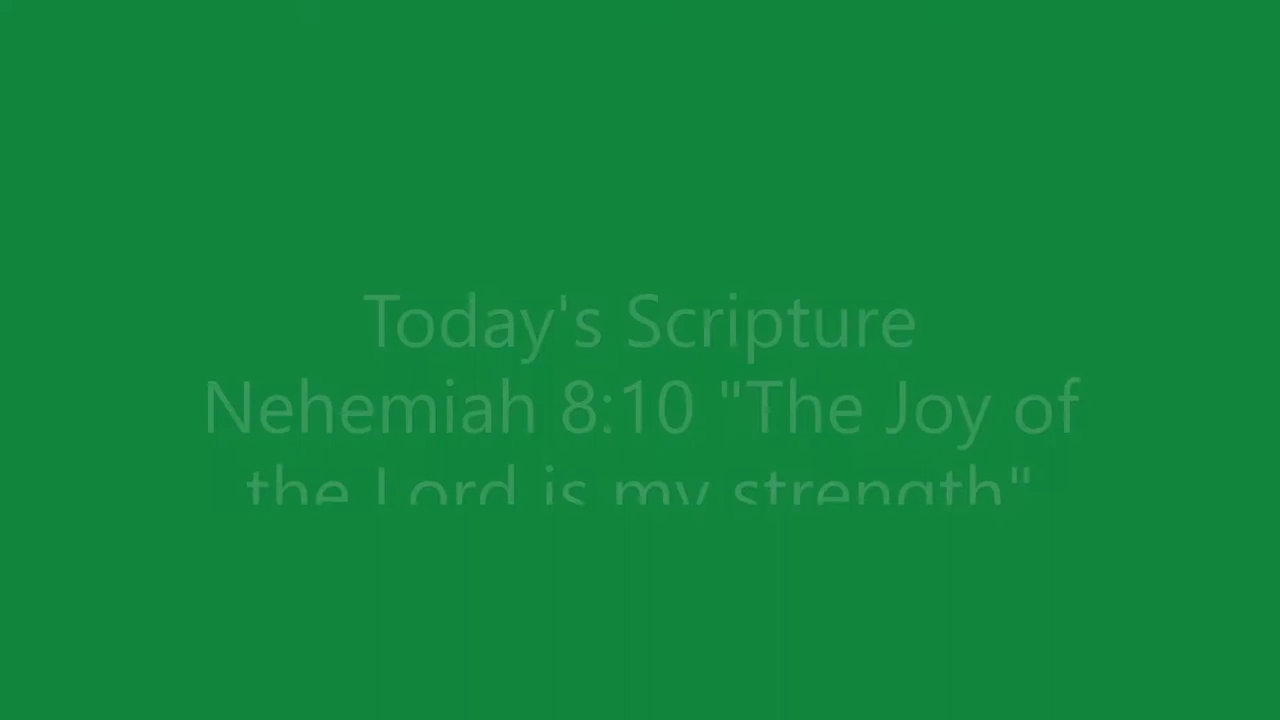 Today's Scripture
Nehemiah 8:10 "The Joy of
the Lord is my strength"